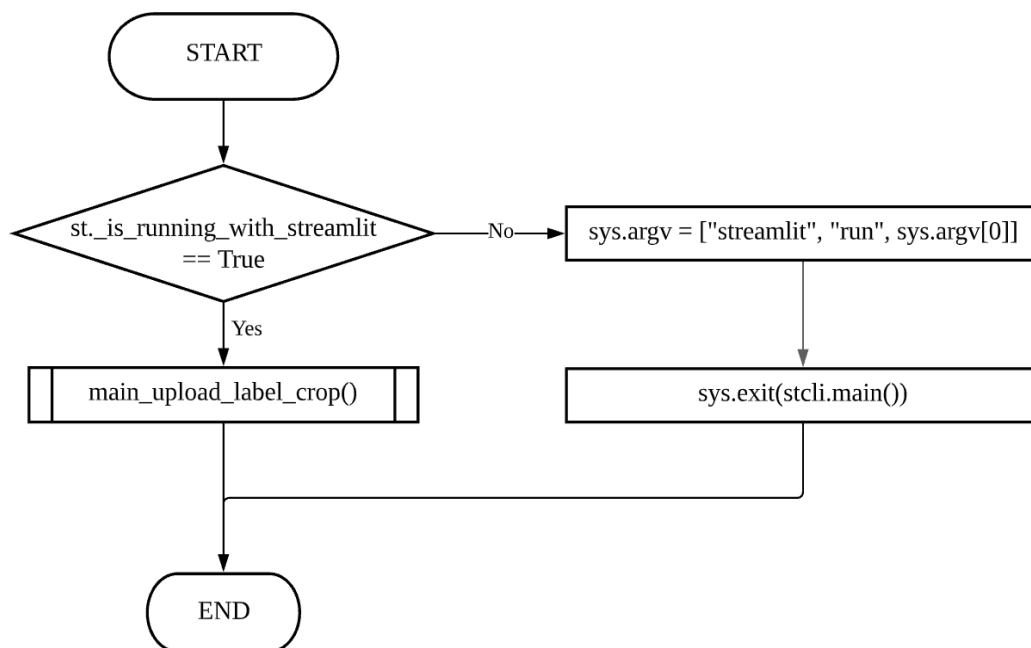 START
st._is_running_with_streamlit
== True
No
sys.argv = ["streamlit", "run", sys.argv[0]]
Yes
main_upload_label_crop()
sys.exit(stcli.main())
END